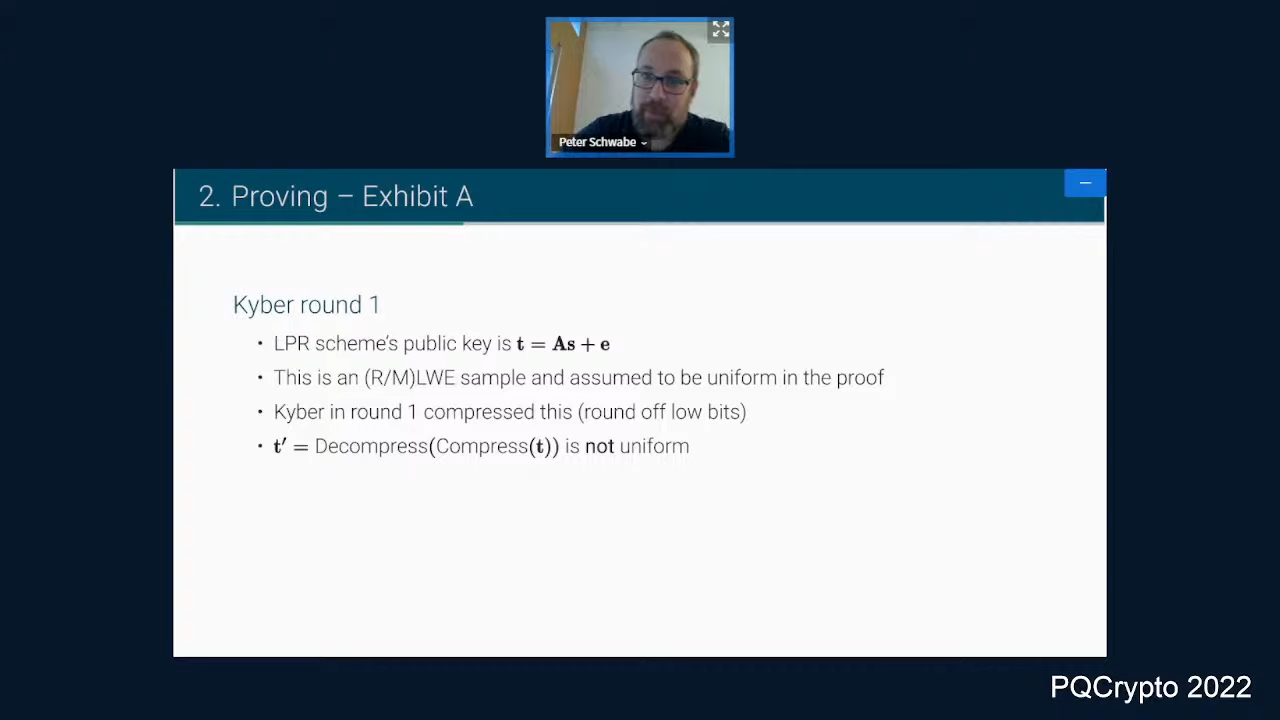 Peter Schwabe
2. Proving – Exhibit A
Kyber round 1
• LPR scheme's public key is t = As + e
• This is an (R/M)LWE sample and assumed to be uniform in the proof
• Kyber in round 1 compressed this (round off low bits)
• t′ = Decompress(Compress(t)) is not uniform
PQCrypto 2022